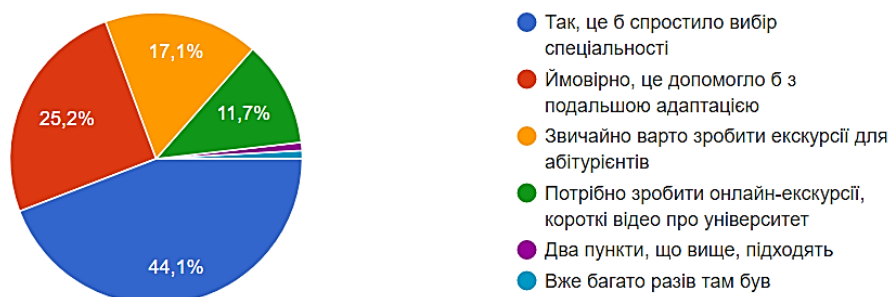 17,1%
25,2%
11,7%
44,1%
Так, це б спростило вибір
спеціальності
Ймовірно, це допомогло б з
подальшою адаптацією
Звичайно варто зробити екскурсії для
абітурієнтів
Потрібно зробити онлайн-екскурсії,
короткі відео про університет
Два пункти, що вище, підходять
Вже багато разів там був